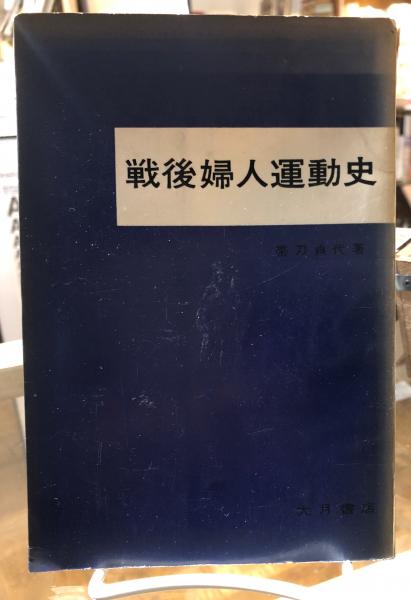 戦後婦人運動史
帯刀貞代著
大月書店